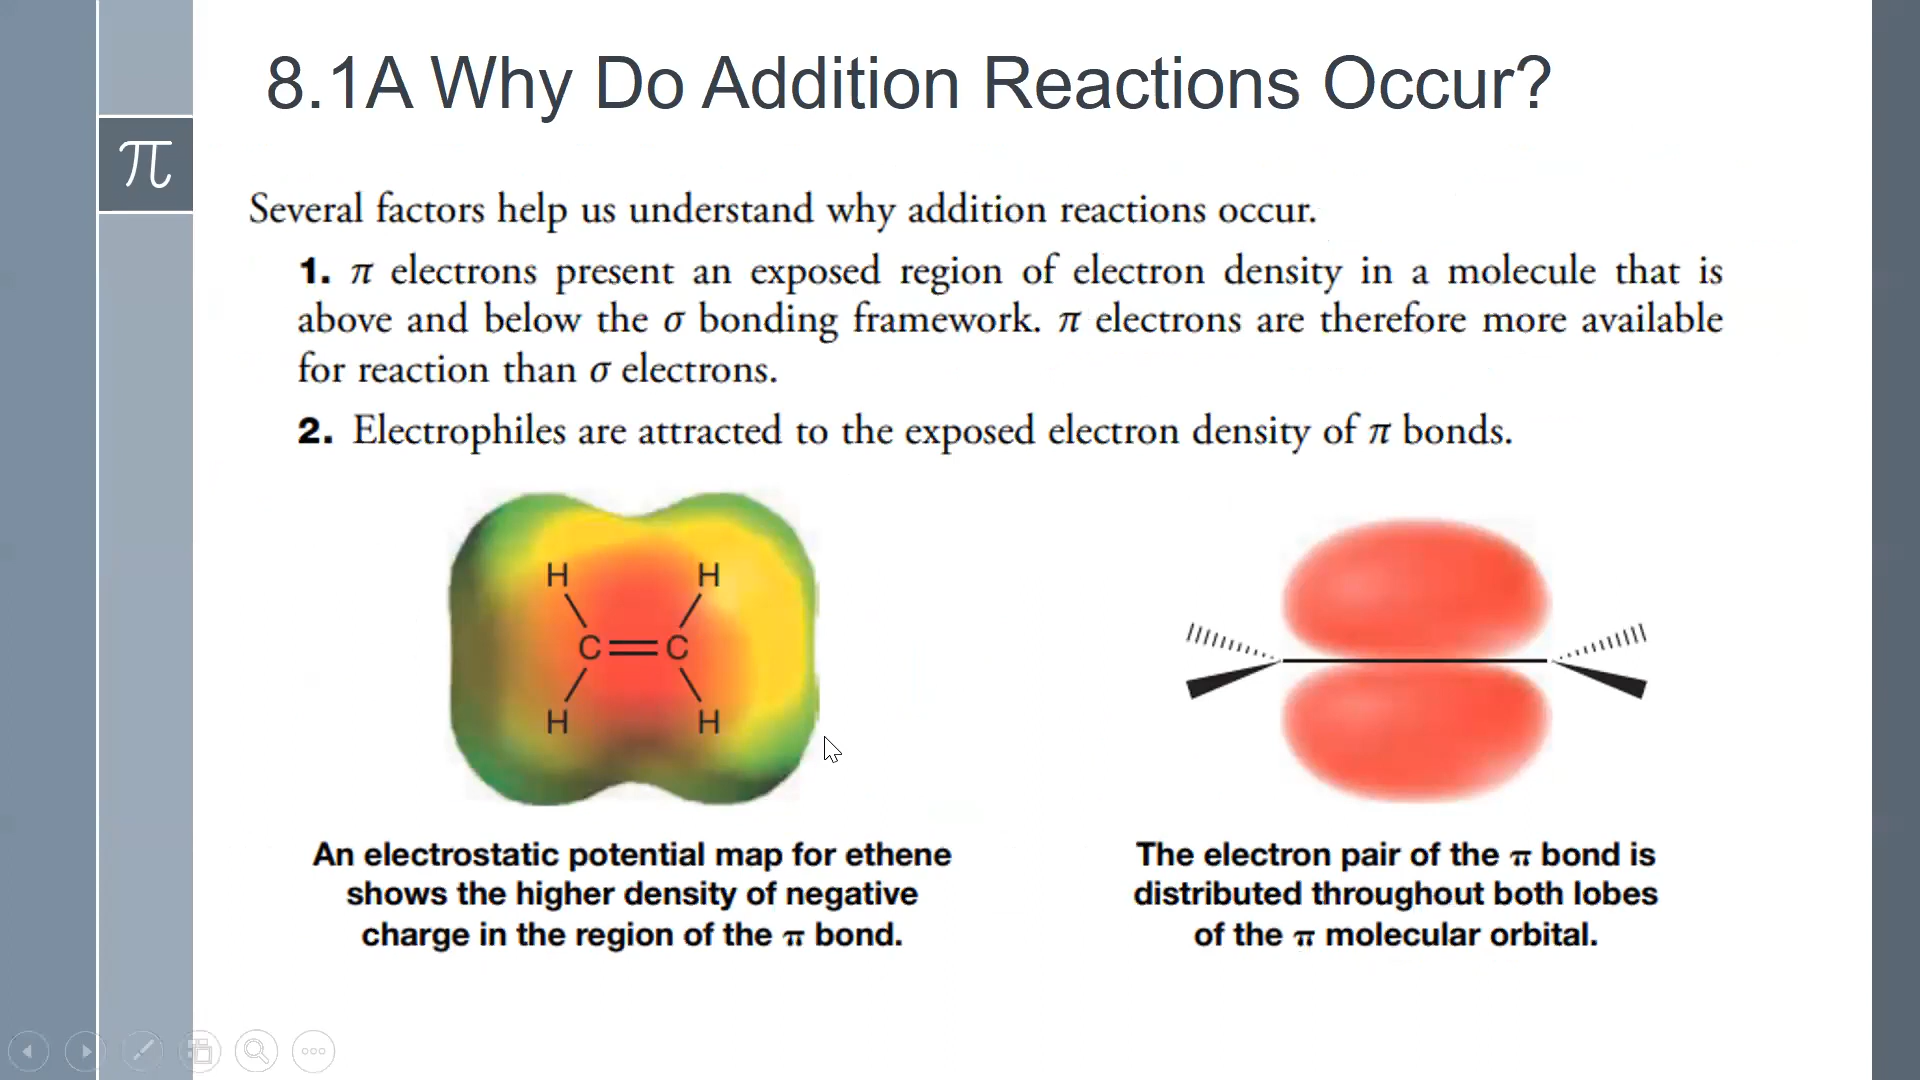 8.1A Why Do Addition Reactions Occur?
π
Several factors help us understand why addition reactions occur.
1. π electrons present an exposed region of electron density in a molecule that is
above and below the σ bonding framework. π electrons are therefore more available
for reaction than σ electrons.
2. Electrophiles are attracted to the exposed electron density of π bonds.
H H
C=C
H H
An electrostatic potential map for ethene
shows the higher density of negative
charge in the region of the π bond.
The electron pair of the π bond is
distributed throughout both lobes
of the π molecular orbital.